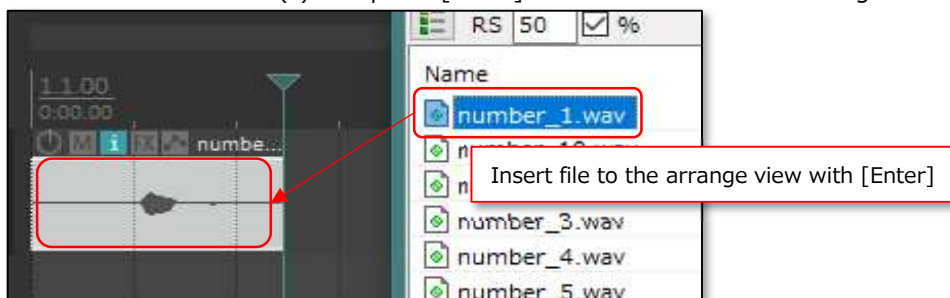 RS 50 %
Name
1.1.00
0:00.00
M i FX numbe...
number_1.wav
Insert file to the arrange view with [Enter]
number_3.wav
number_4.wav
number_5.wav